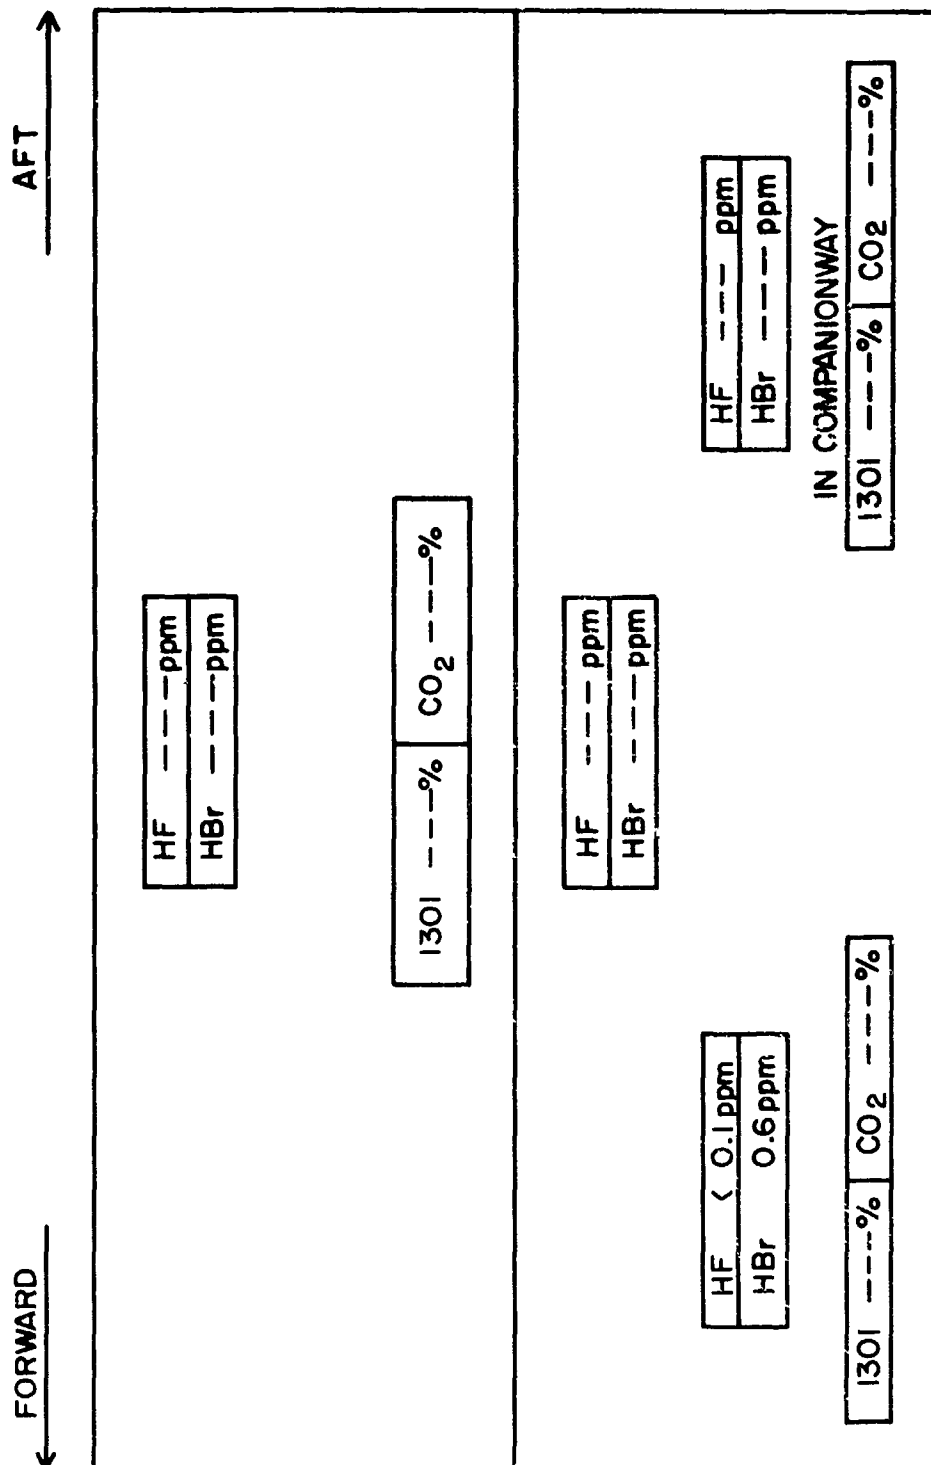 FORWARD
AFT
HF ----ppm
HBr ----ppm
1301 ---% CO2 ----%
HF ----ppm
HBr ----ppm
HF < 0.1 ppm
HBr 0.6 ppm
HF --- ppm
HBr ---- ppm
IN COMPANIONWAY
1301 ---% CO2 ---%
1301 ---% CO2 ---%